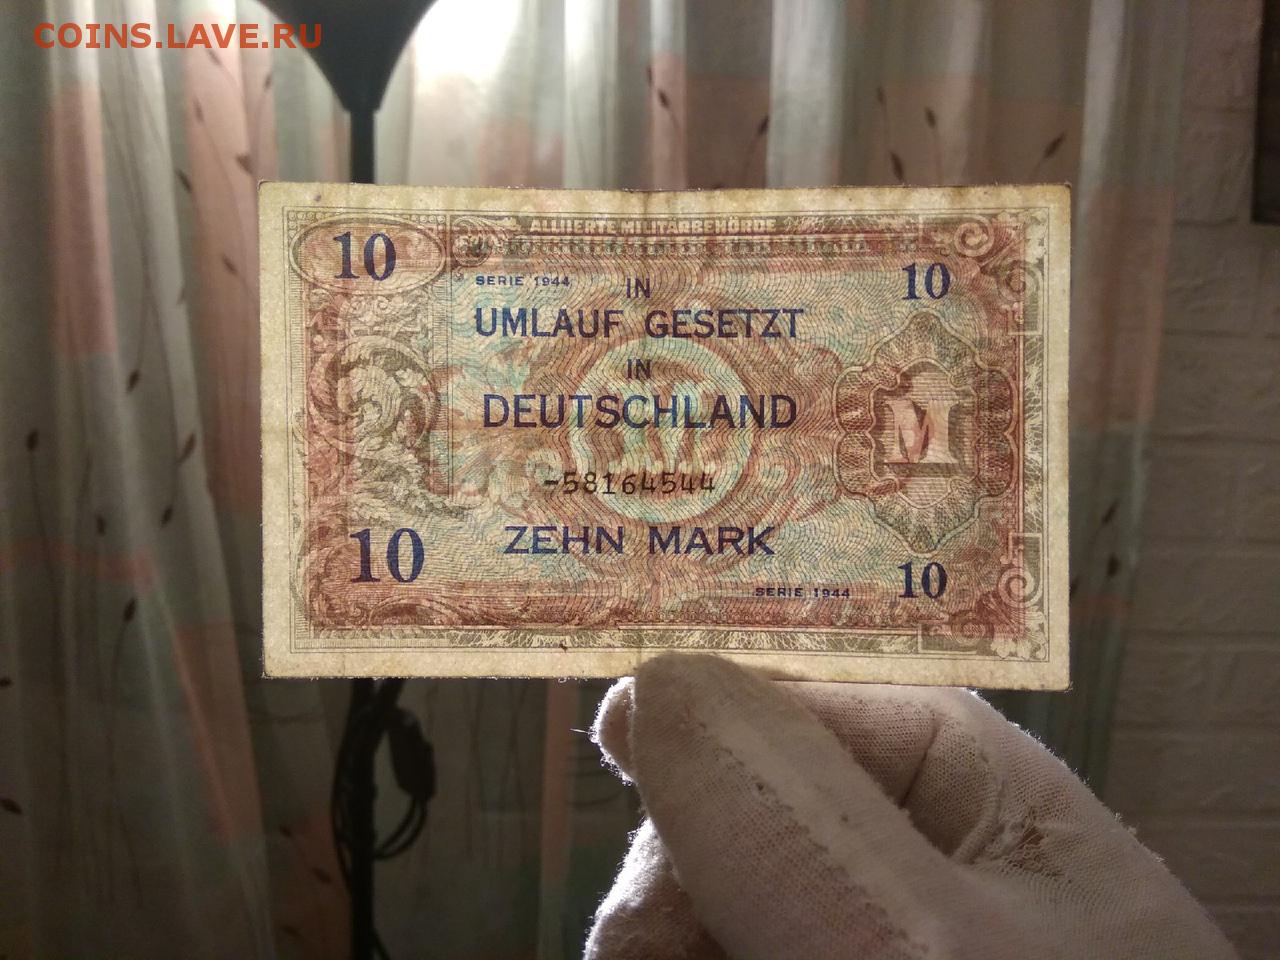 COINS.LAVE.RU
ALLIIERTE MILITÄRBEHÖRDE
10
10
SERIE 1944
IN
UMLAUF GESETZT
IN
DEUTSCHLAND
M
-58164544
10
ZEHN MARK
10
SERIE 1944